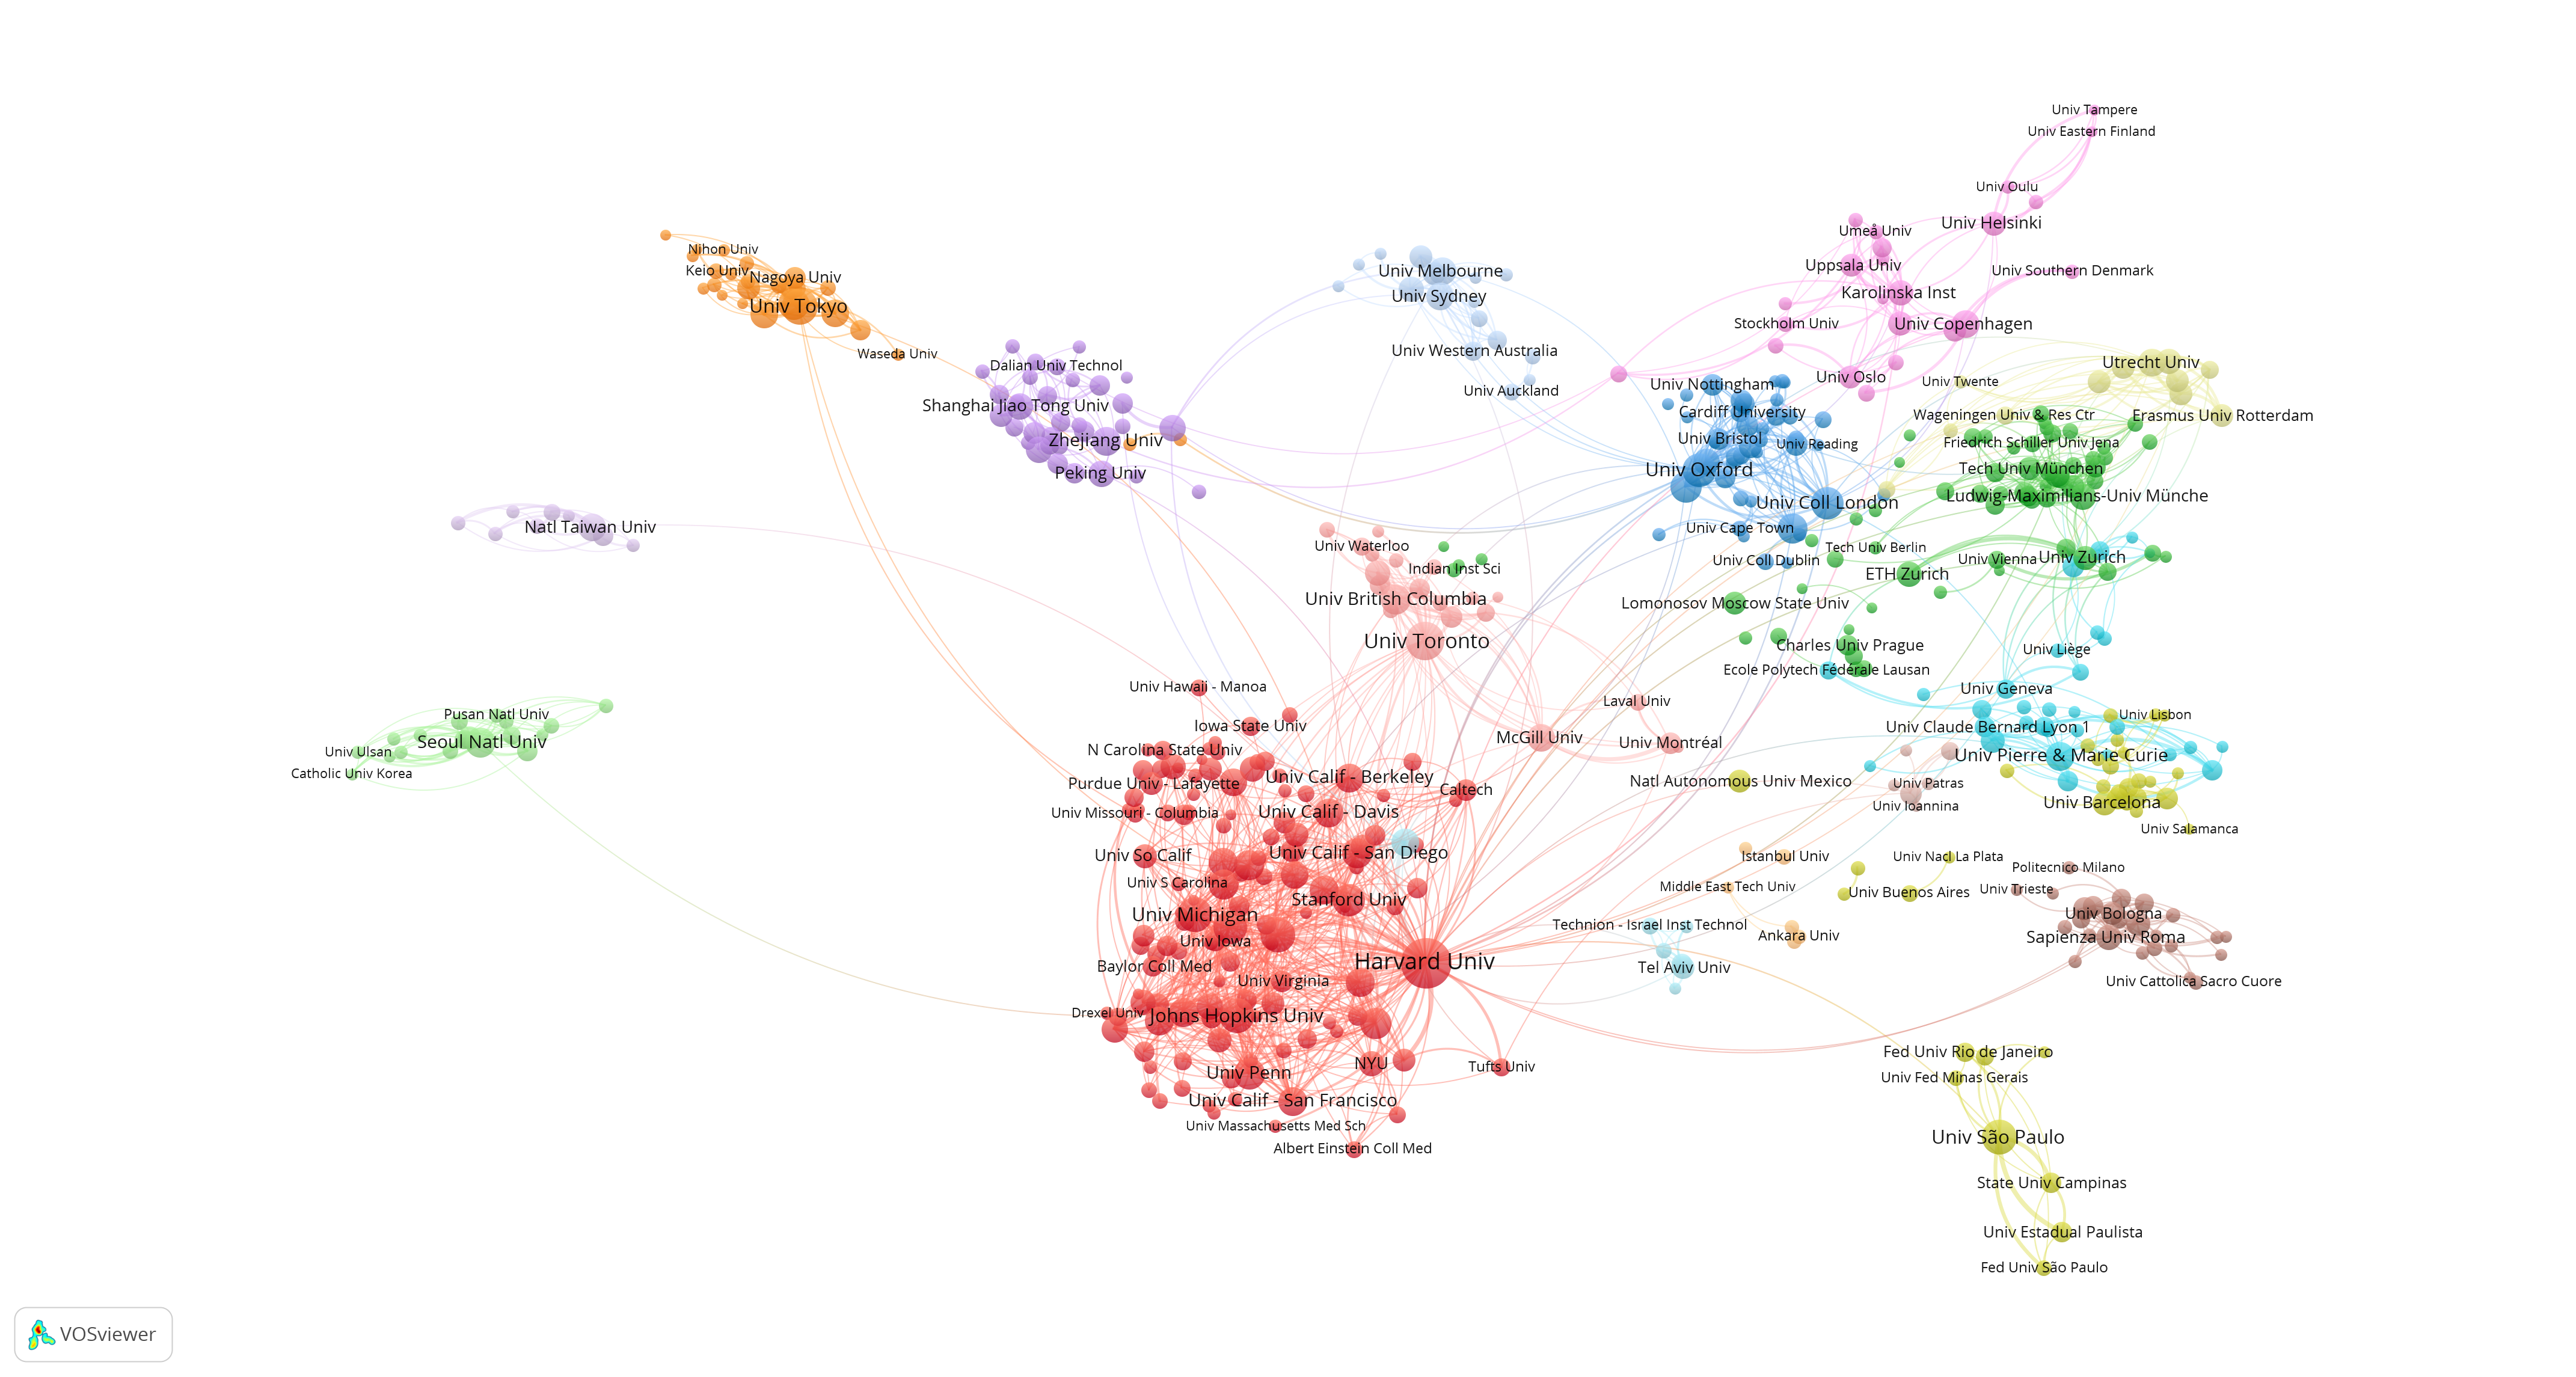 Univ Tampere
Univ Eastern Finland
Univ Oulu
Univ Helsinki
Umeå Univ
Uppsala Univ
Univ Southern Denmark
Karolinska Inst
Stockholm Univ
Univ Copenhagen
Univ Oslo
Nihon Univ
Keio Univ
Nagoya Univ
Univ Tokyo
Waseda Univ
Univ Melbourne
Univ Sydney
Univ Western Australia
Univ Auckland
Dalian Univ Technol
Shanghai Jiao Tong Univ
Zhejiang Univ
Peking Univ
Utrecht Univ
Univ Twente
Wageningen Univ & Res Ctr
Erasmus Univ Rotterdam
Univ Nottingham
Cardiff University
Univ Bristol
Univ Reading
Univ Oxford
Univ Coll London
Univ Cape Town
Univ Coll Dublin
Friedrich Schiller Univ Jena
Tech Univ München
Ludwig-Maximilians-Univ Münche
Tech Univ Berlin
Univ Vienna
Univ Zurich
ETH Zurich
Lomonosov Moscow State Univ
Charles Univ Prague
Ecole Polytech Fédérale Lausan
Univ Liège
Univ Geneva
Natl Taiwan Univ
Univ Waterloo
Indian Inst Sci
Univ British Columbia
Univ Toronto
Laval Univ
McGill Univ
Univ Montréal
Pusan Natl Univ
Seoul Natl Univ
Univ Ulsan
Catholic Univ Korea
Univ Hawaii - Manoa
Iowa State Univ
N Carolina State Univ
Univ Calif - Berkeley
Purdue Univ - Lafayette
Caltech
Univ Missouri - Columbia
Univ Calif - Davis
Univ So Calif
Univ Calif - San Diego
Univ S Carolina
Stanford Univ
Univ Michigan
Univ Iowa
Baylor Coll Med
Harvard Univ
Univ Virginia
Drexel Univ
Johns Hopkins Univ
NYU
Tufts Univ
Univ Penn
Univ Calif - San Francisco
Univ Massachusetts Med Sch
Albert Einstein Coll Med
Univ Lisbon
Univ Claude Bernard Lyon 1
Univ Pierre & Marie Curie
Natl Autonomous Univ Mexico
Univ Patras
Univ Ioannina
Univ Barcelona
Univ Salamanca
Istanbul Univ
Univ Nacl La Plata
Politecnico Milano
Middle East Tech Univ
Univ Buenos Aires
Univ Trieste
Technion - Israel Inst Technol
Ankara Univ
Univ Bologna
Sapienza Univ Roma
Tel Aviv Univ
Univ Cattolica Sacro Cuore
Fed Univ Rio de Janeiro
Univ Fed Minas Gerais
Univ São Paulo
State Univ Campinas
Univ Estadual Paulista
Fed Univ São Paulo
VOSviewer